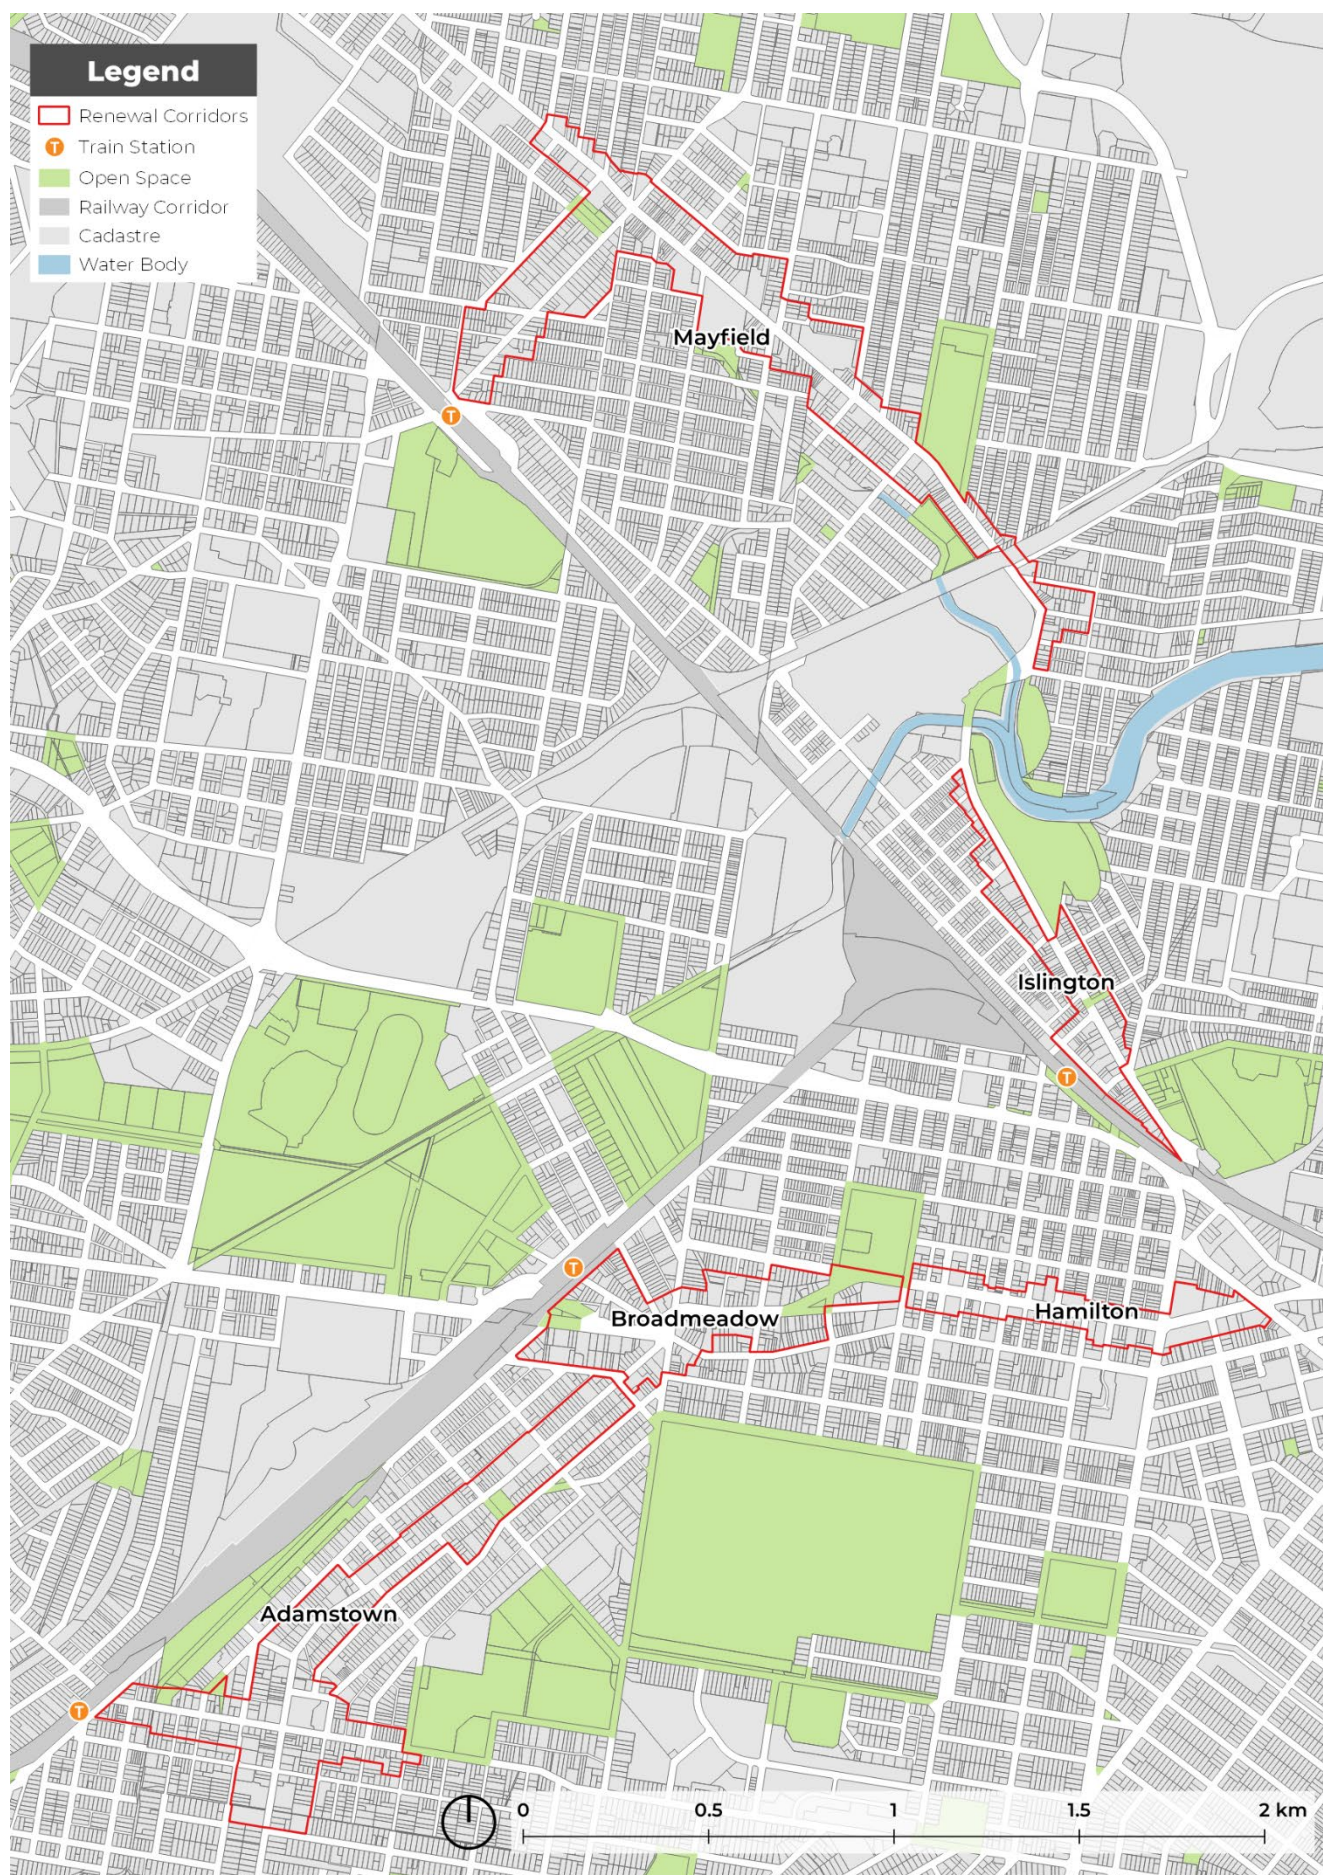 Legend
Renewal Corridors
T Train Station
Open Space
Railway Corridor
Cadastre
Water Body
Mayfield
T
Islington
T
T
Hamilton
Broadmeadow
Adamstown
T
0 0.5 1 1.5 2 km